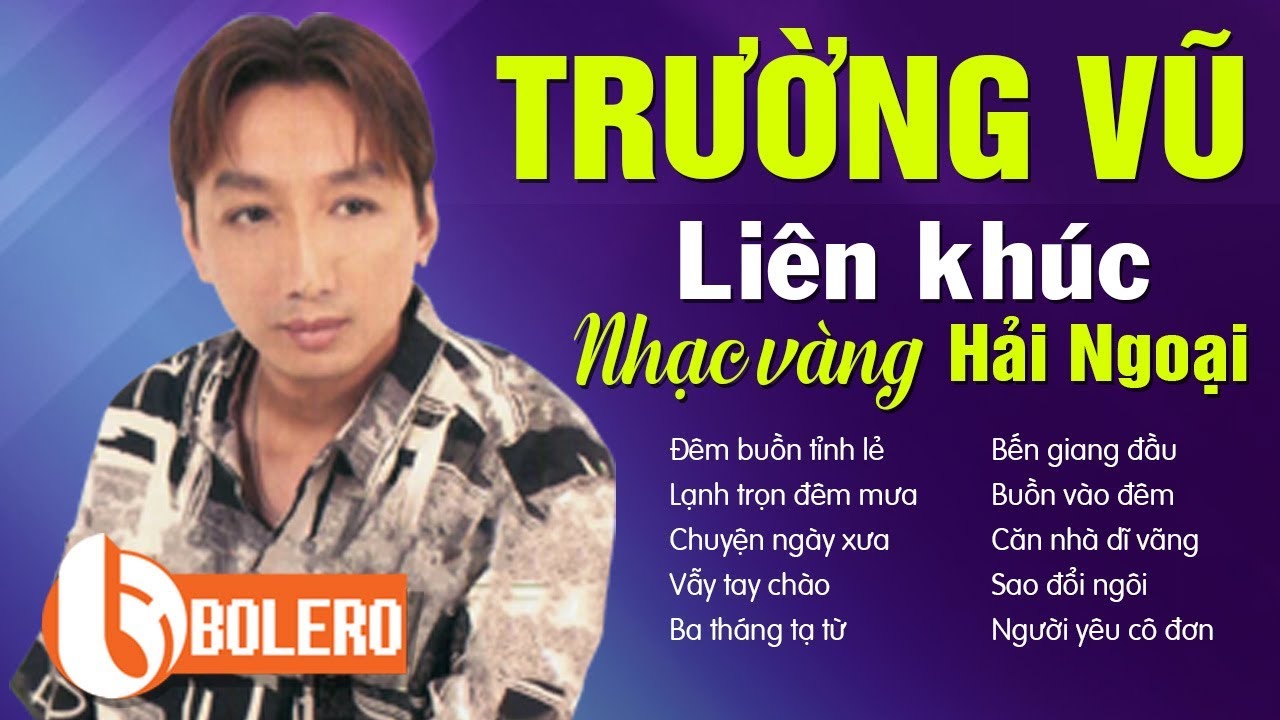 TRƯỜNG VŨ
Liên khúc
Nhạc vàng Hải Ngoại
Đêm buồn tỉnh lẻ
Lạnh trọn đêm mưa
Chuyện ngày xưa
Vẫy tay chào
Ba tháng tạ từ
Bến giang đầu
Buồn vào đêm
Căn nhà dĩ vãng
Sao đổi ngôi
Người yêu cô đơn
BOLERO